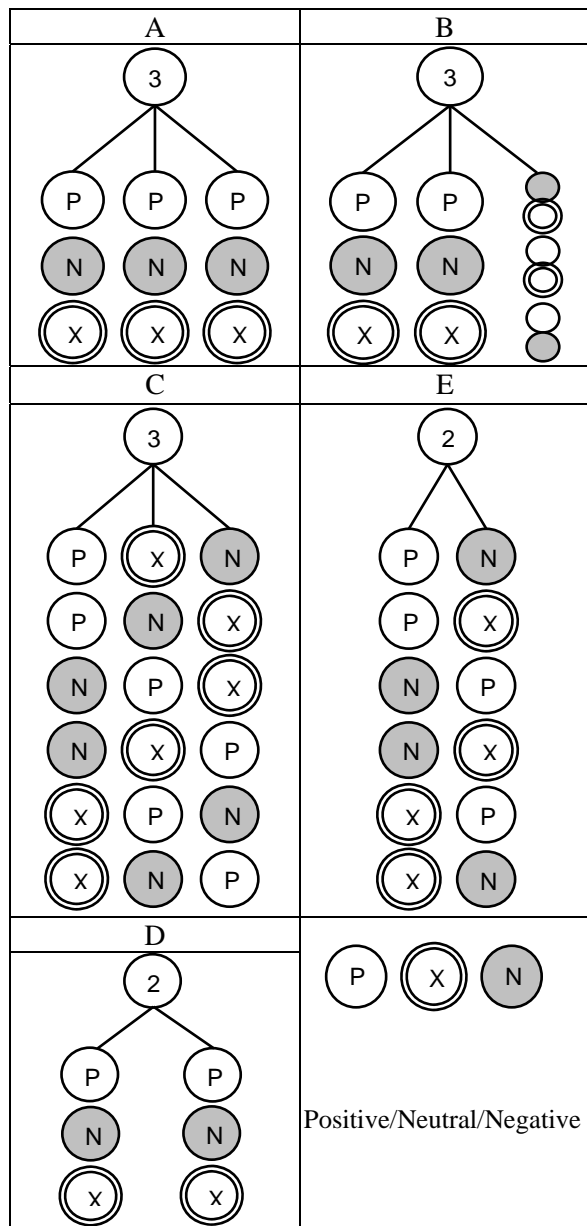 A B
3 3
P P P P P
N N N N N
X X X X X
C E
3 2
P X N P N
P N X P X
N P X N P
N X P N X
X P N X P
X N P X N
D
2
P X N
P P
N N
Positive/Neutral/Negative
X X